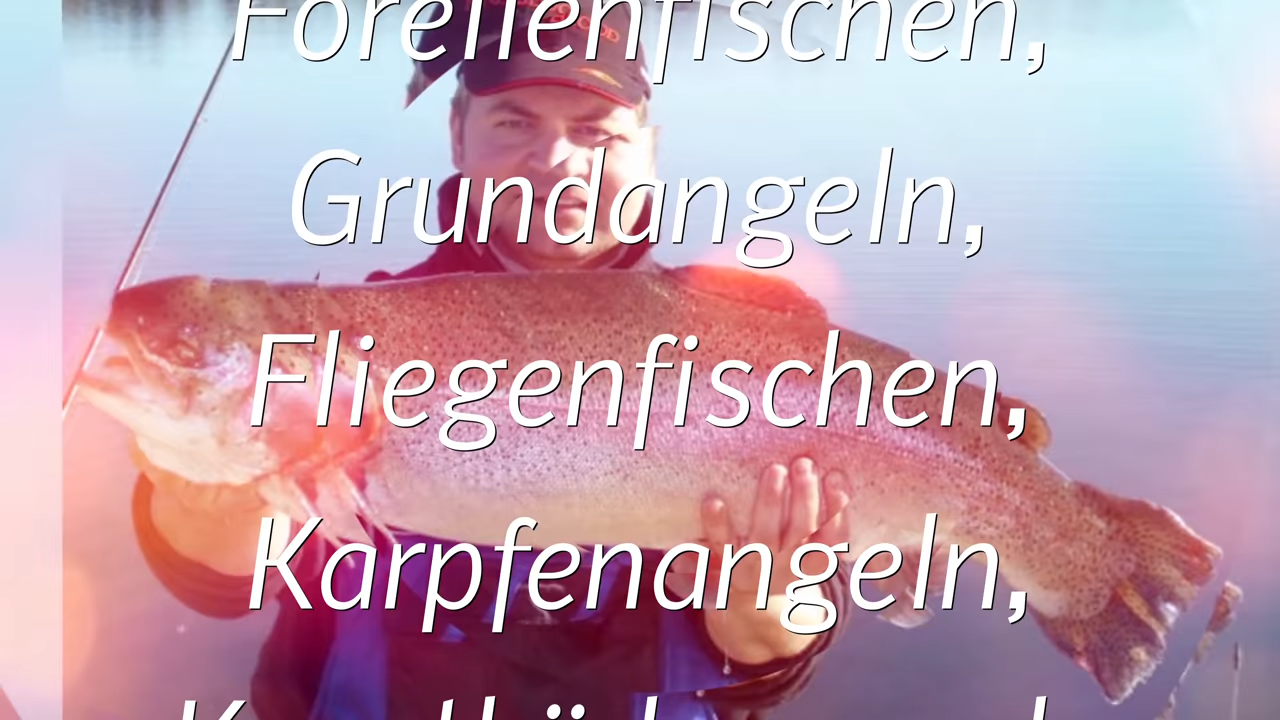 Forellenfischen,
Grundangeln,
Fliegenfischen,
Karpfenangeln,